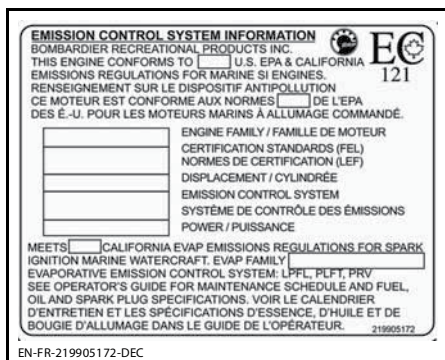 EMISSION CONTROL SYSTEM INFORMATION
BOMBARDIER RECREATIONAL PRODUCTS INC.
THIS ENGINE CONFORMS TO U.S. EPA & CALIFORNIA
EMISSIONS REGULATIONS FOR MARINE SI ENGINES.
RENSEIGNEMENT SUR LE DISPOSITIF ANTIPOLLUTION
CE MOTEUR EST CONFORME AUX NORMES DE L'EPA
DES É.-U. POUR LES MOTEURS MARINS À ALLUMAGE COMMANDÉ.
EC
121
ENGINE FAMILY / FAMILLE DE MOTEUR
CERTIFICATION STANDARDS (FEL)
NORMES DE CERTIFICATION (LEF)
DISPLACEMENT / CYLINDRÉE
EMISSION CONTROL SYSTEM
SYSTÈME DE CONTRÔLE DES ÉMISSIONS
POWER / PUISSANCE
MEETS CALIFORNIA EVAP EMISSIONS REGULATIONS FOR SPARK
IGNITION MARINE WATERCRAFT. EVAP FAMILY
EVAPORATIVE EMISSION CONTROL SYSTEM: LPFL, PLFT, PRV
SEE OPERATOR'S GUIDE FOR MAINTENANCE SCHEDULE AND FUEL,
OIL AND SPARK PLUG SPECIFICATIONS. VOIR LE CALENDRIER
D'ENTRETIEN ET LES SPÉCIFICATIONS D'ESSENCE, D'HUILE ET DE
BOUGIE D'ALLUMAGE DANS LE GUIDE DE L'OPÉRATEUR.
219905172
EN-FR-219905172-DEC